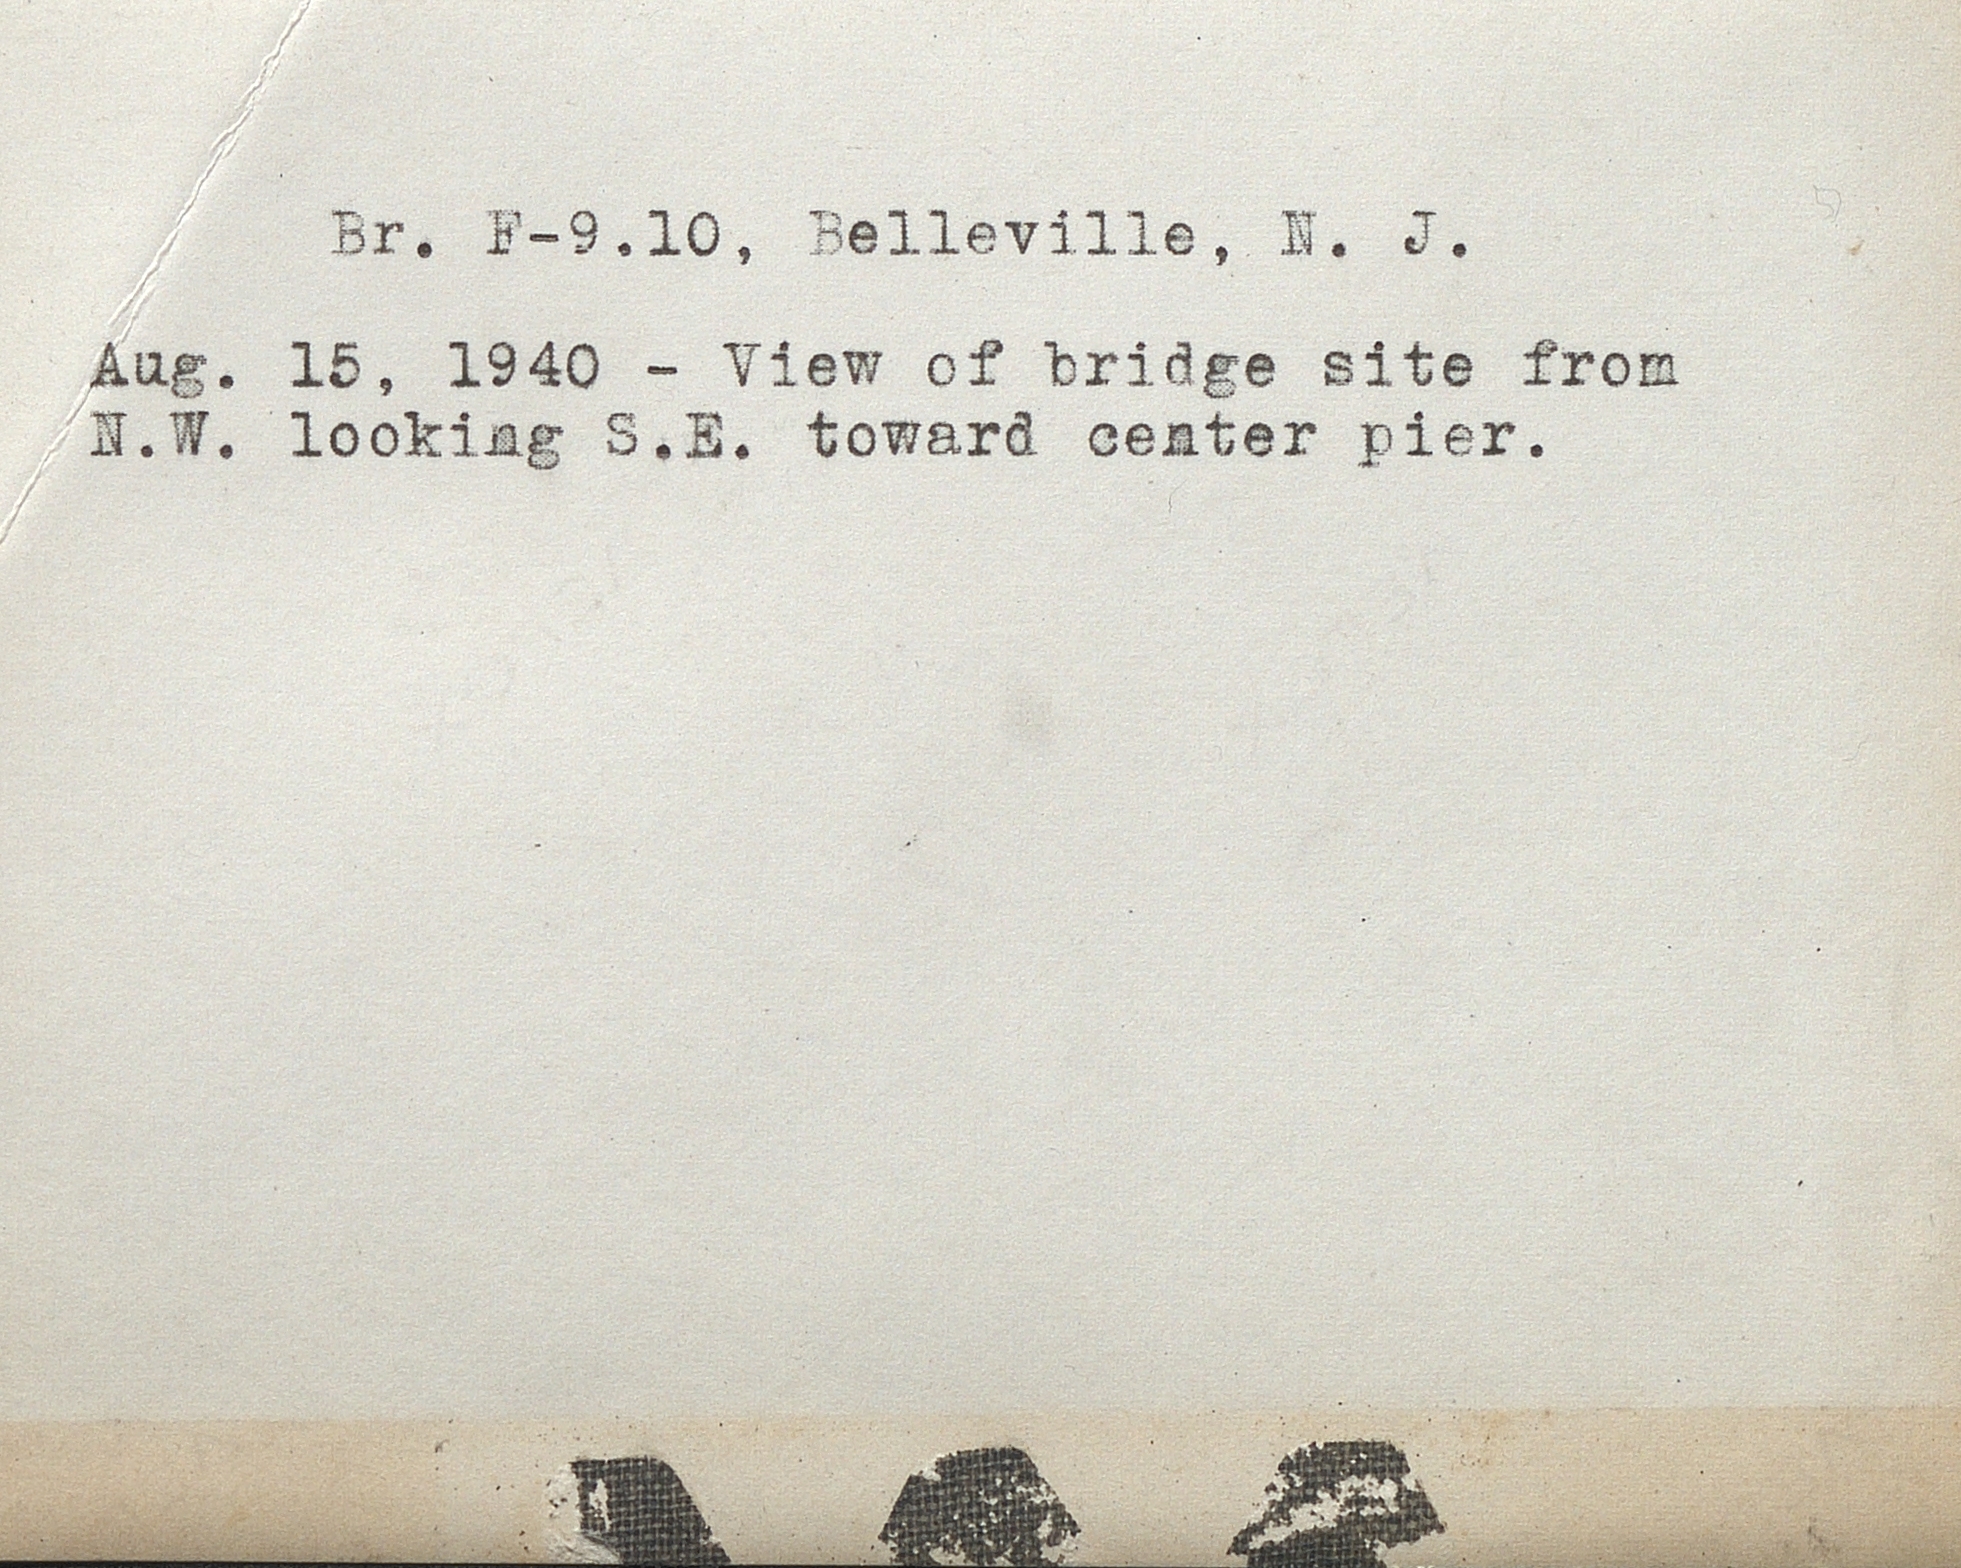 Br. F-9.10, Belleville, N. J.
Aug. 15, 1940 - View of bridge site from
N.W. looking S.E. toward center pier.